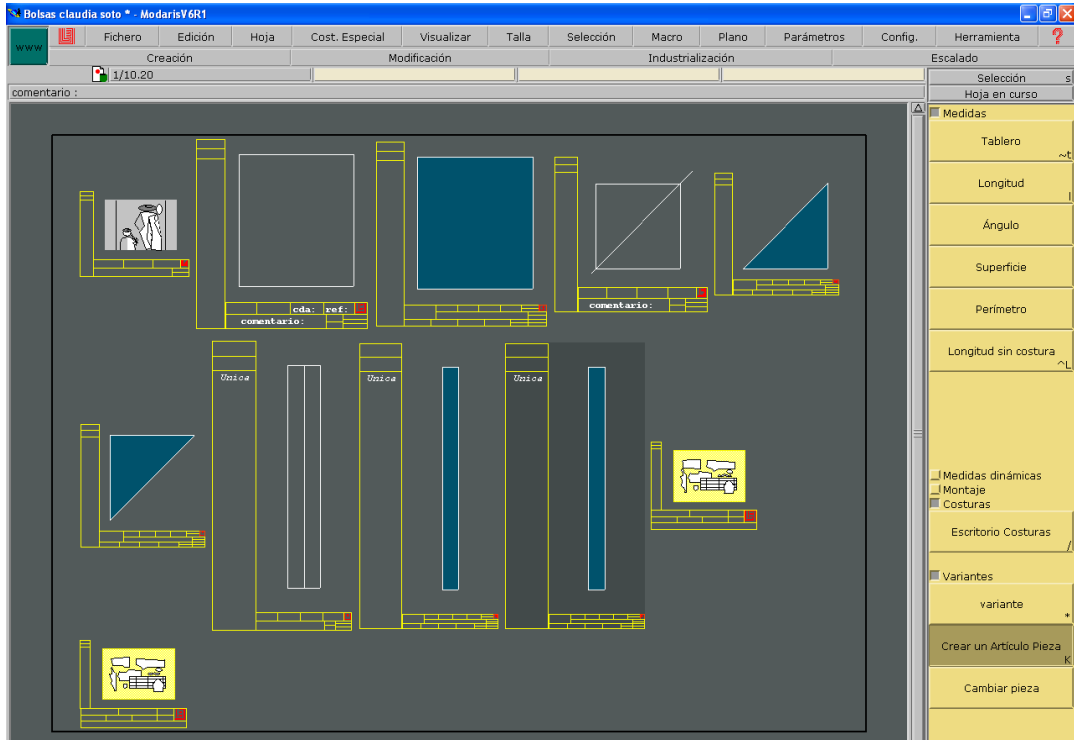 Bolsas claudia soto * - ModarisV6R1
www Fichero Edición Hoja Cost. Especial Visualizar Talla Selección Macro Plano Parámetros Config. Herramienta ?
Creación Modificación Industrialización Escalado
1/10.20
Selección s
comentario :
Hoja en curso
Medidas
Tablero ~t
Longitud l
Ángulo
Superficie
Perímetro
Longitud sin costura ^L
Medidas dinámicas
Montaje
Costuras
Escritorio Costuras /
Variantes
variante *
Crear un Artículo Pieza K
Cambiar pieza
cda: ref:
comentario:
comentario:
Unica
Unica
Unica